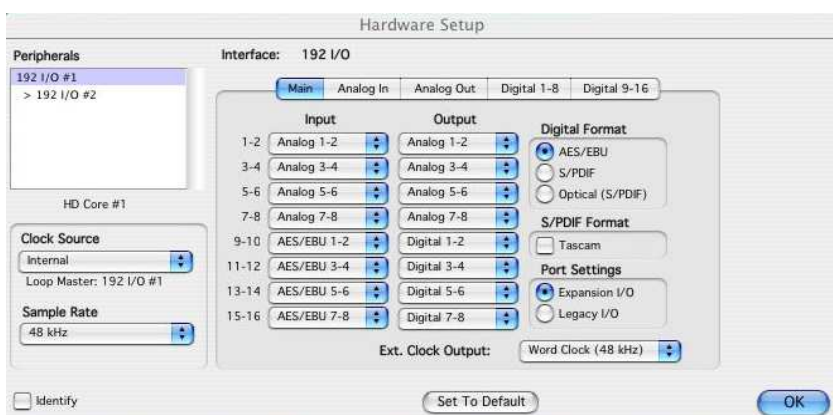 Hardware Setup
Peripherals
192 I/O #1
> 192 I/O #2
HD Core #1
Clock Source
Internal
Loop Master: 192 I/O #1
Sample Rate
48 kHz
Identify
Interface: 192 I/O
Main Analog In Analog Out Digital 1-8 Digital 9-16
Input Output
1-2 Analog 1-2 Analog 1-2
3-4 Analog 3-4 Analog 3-4
5-6 Analog 5-6 Analog 5-6
7-8 Analog 7-8 Analog 7-8
9-10 AES/EBU 1-2 Digital 1-2
11-12 AES/EBU 3-4 Digital 3-4
13-14 AES/EBU 5-6 Digital 5-6
15-16 AES/EBU 7-8 Digital 7-8
Digital Format
AES/EBU
S/PDIF
Optical (S/PDIF)
S/PDIF Format
Tascam
Port Settings
Expansion I/O
Legacy I/O
Ext. Clock Output: Word Clock (48 kHz)
Set To Default
OK